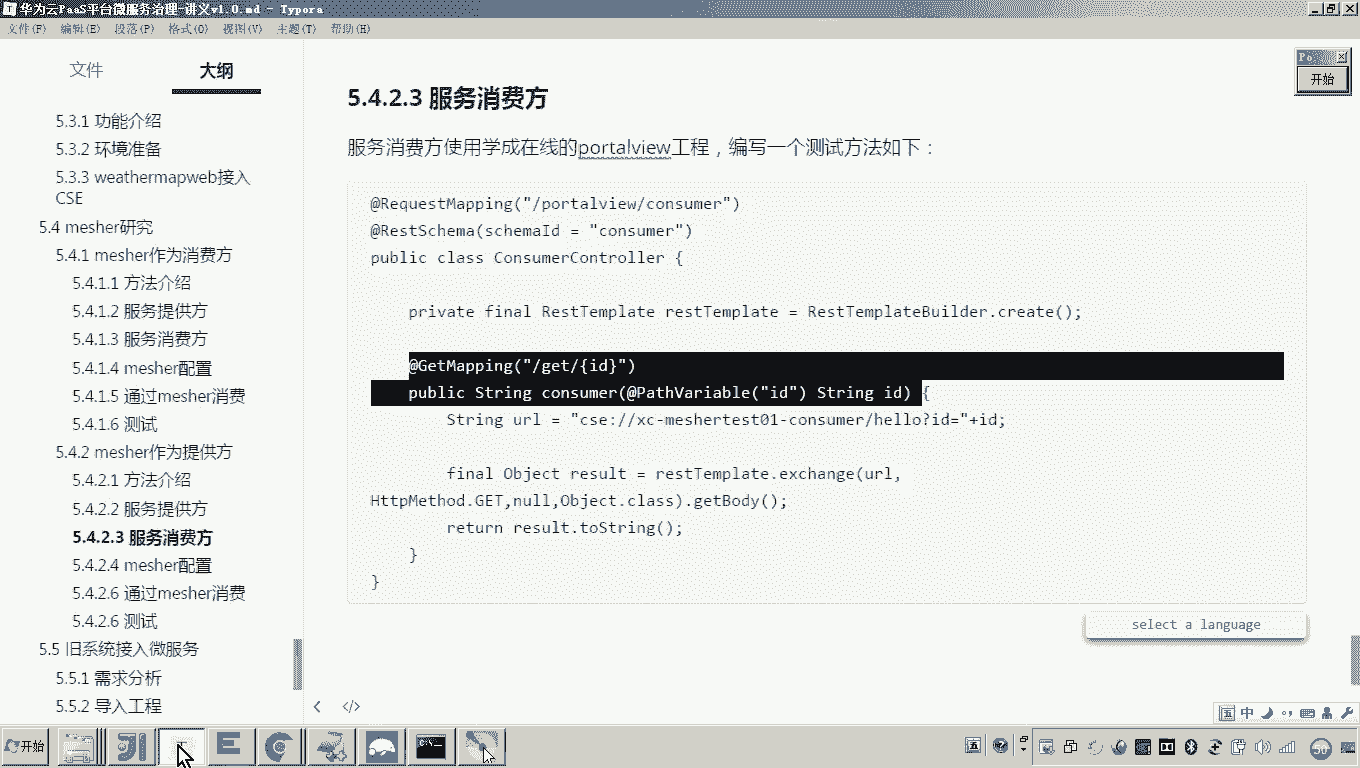 华为云PaaS平台微服务治理-讲义v1.0.md - Typora
文件(F) 编辑(E) 段落(P) 格式(O) 视图(V) 主题(T) 帮助(H)
文件 大纲
5.3.1 功能介绍
5.3.2 环境准备
5.3.3 weathermapweb接入
CSE
5.4 mesher研究
5.4.1 mesher作为消费方
5.4.1.1 方法介绍
5.4.1.2 服务提供方
5.4.1.3 服务消费方
5.4.1.4 mesher配置
5.4.1.5 通过mesher消费
5.4.1.6 测试
5.4.2 mesher作为提供方
5.4.2.1 方法介绍
5.4.2.2 服务提供方
5.4.2.3 服务消费方
5.4.2.4 mesher配置
5.4.2.6 通过mesher消费
5.4.2.6 测试
5.5 旧系统接入微服务
5.5.1 需求分析
5.5.2 导入工程
5.4.2.3 服务消费方
服务消费方使用学成在线的portalview工程，编写一个测试方法如下：
@RequestMapping("/portalview/consumer")
@RestSchema(schemaId = "consumer")
public class ConsumerController {
private final RestTemplate restTemplate = RestTemplateBuilder.create();
@GetMapping("/get/{id}")
public String consumer(@PathVariable("id") String id) {
String url = "cse://xc-meshertest01-consumer/hello?id="+id;
final Object result = restTemplate.exchange(url,
HttpMethod.GET,null,Object.class).getBody();
return result.toString();
}
}
select a language
Po
开始
五 中
开始
五
50